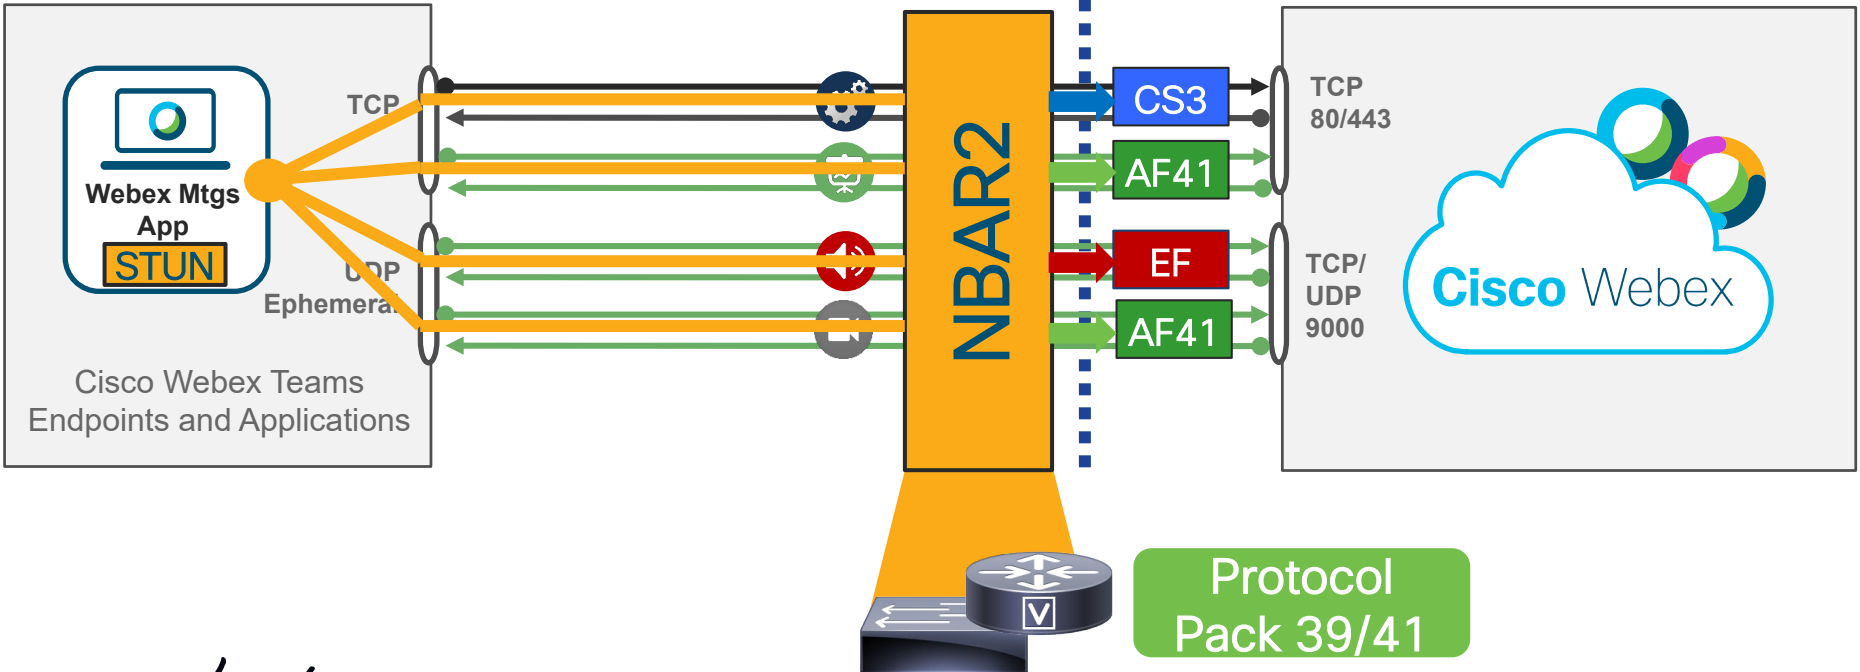 TCP
Webex Mtgs
App
STUN
UDP
Ephemeral
Cisco Webex Teams
Endpoints and Applications
NBAR2
CS3
AF41
EF
AF41
TCP
80/443
TCP/
UDP
9000
Cisco Webex
V
Protocol
Pack 39/41